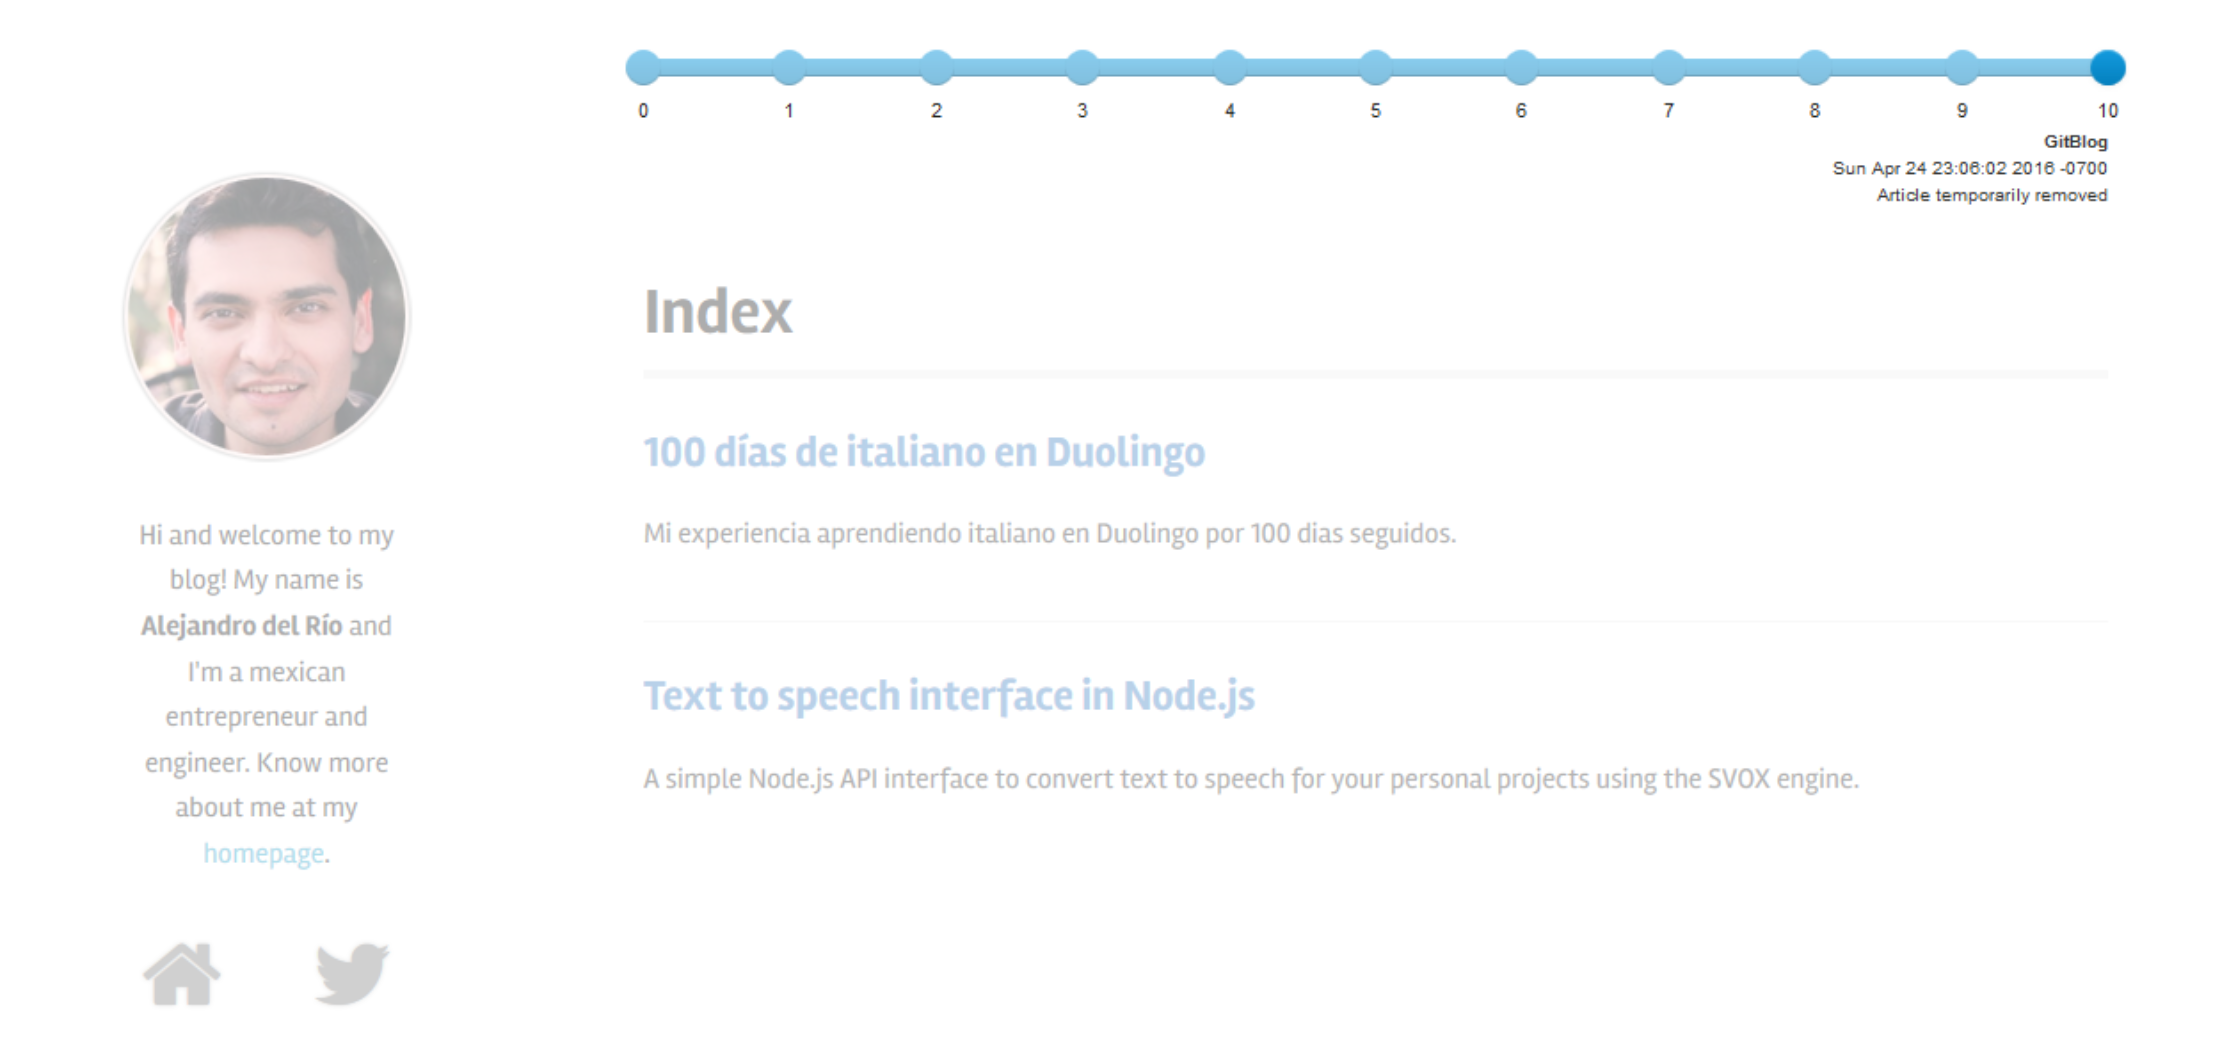 0 1 2 3 4 5 6 7 8 9 10
GitBlog
Sun Apr 24 23:06:02 2016 -0700
Article temporarily removed
Hi and welcome to my
blog! My name is
Alejandro del Río and
I'm a mexican
entrepreneur and
engineer. Know more
about me at my
homepage.
Index
100 días de italiano en Duolingo
Mi experiencia aprendiendo italiano en Duolingo por 100 dias seguidos.
Text to speech interface in Node.js
A simple Node.js API interface to convert text to speech for your personal projects using the SVOX engine.